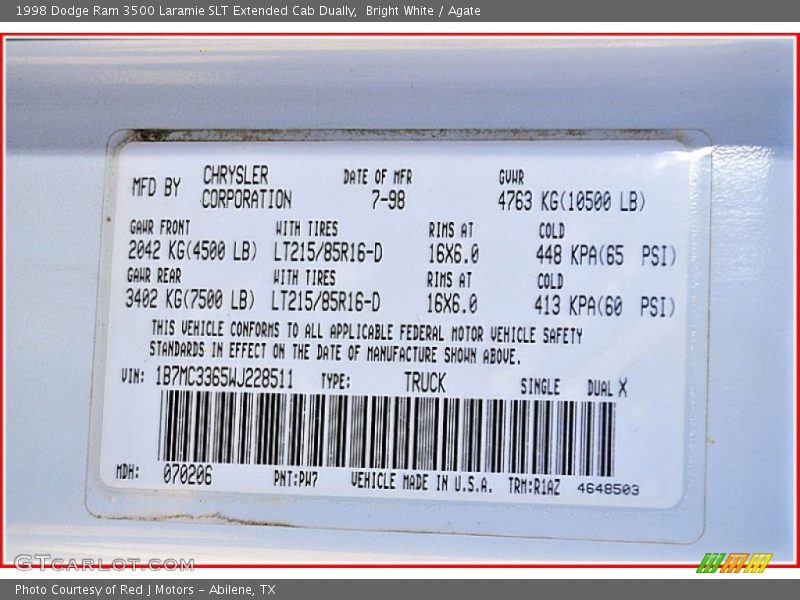 1998 Dodge Ram 3500 Laramie SLT Extended Cab Dually, Bright White / Agate
MFD BY CHRYSLER CORPORATION DATE OF MFR 7-98 GVWR 4763 KG(10500 LB)
GAWR FRONT WITH TIRES RIMS AT COLD
2042 KG(4500 LB) LT215/85R16-D 16X6.0 448 KPA(65 PSI)
GAWR REAR WITH TIRES RIMS AT COLD
3402 KG(7500 LB) LT215/85R16-D 16X6.0 413 KPA(60 PSI)
THIS VEHICLE CONFORMS TO ALL APPLICABLE FEDERAL MOTOR VEHICLE SAFETY
STANDARDS IN EFFECT ON THE DATE OF MANUFACTURE SHOWN ABOVE.
VIN: 1B7MC3365WJ228511 TYPE: TRUCK SINGLE DUAL X
MDH: 070206 PNT:PW7 VEHICLE MADE IN U.S.A. TRM:R1AZ 4648503
GTCARLOT.COM
Photo Courtesy of Red J Motors – Abilene, TX